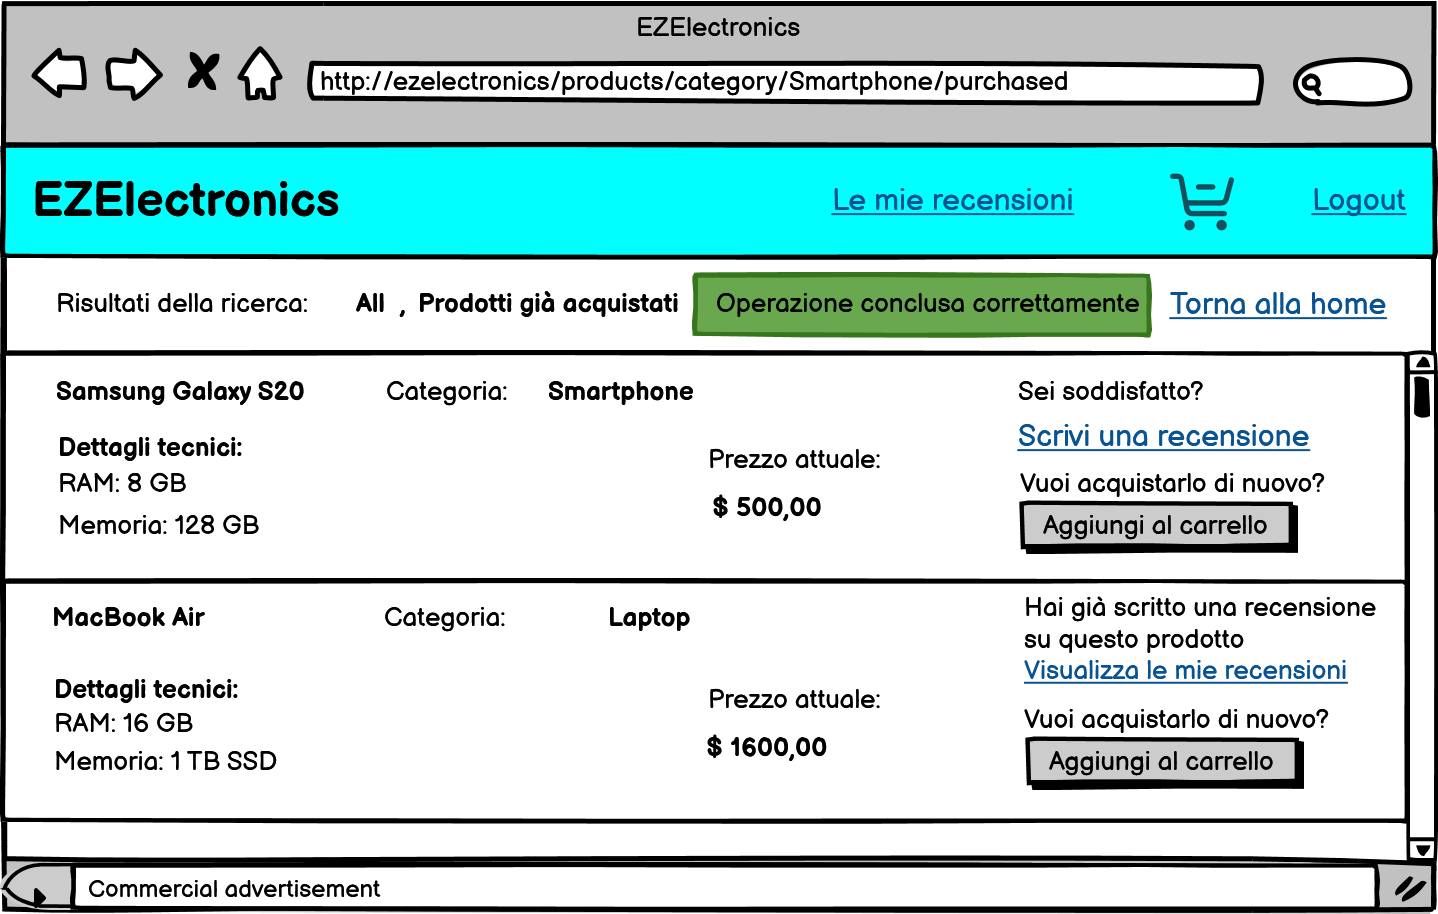 EZElectronics
http://ezelectronics/products/category/Smartphone/purchased
EZElectronics
Le mie recensioni
Logout
Risultati della ricerca: All , Prodotti già acquistati
Operazione conclusa correttamente
Torna alla home
Samsung Galaxy S20
Categoria: Smartphone
Dettagli tecnici:
RAM: 8 GB
Memoria: 128 GB
Prezzo attuale:
$ 500,00
Sei soddisfatto?
Scrivi una recensione
Vuoi acquistarlo di nuovo?
Aggiungi al carrello
MacBook Air
Categoria: Laptop
Dettagli tecnici:
RAM: 16 GB
Memoria: 1 TB SSD
Prezzo attuale:
$ 1600,00
Hai già scritto una recensione
su questo prodotto
Visualizza le mie recensioni
Vuoi acquistarlo di nuovo?
Aggiungi al carrello
Commercial advertisement